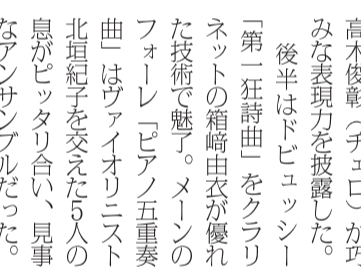 高木俊彰（チェロ）が巧
みな表現力を披露した。
後半はドビュッシー
「第一狂詩曲」をクラリ
ネットの箱﨑由衣が優れ
た技術で魅了。メーンの
フォーレ「ピアノ五重奏
曲」はヴァイオリニスト
北垣紀子を交えた5人の
息がピッタリ合い、見事
なアンサンブルだった。